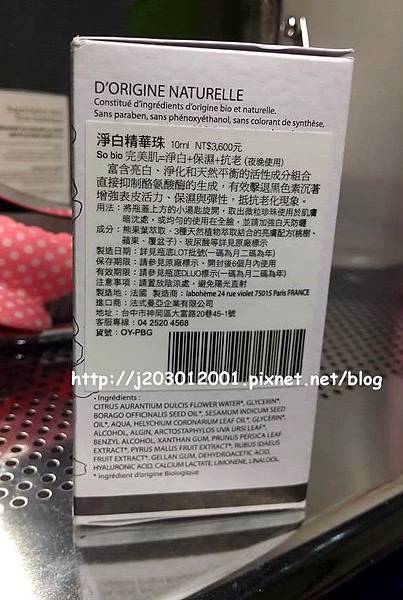 D'ORIGINE NATURELLE
Constitué d'ingrédients d'origine bio et naturelle.
Sans paraben, sans phénoxyéthanol, sans colorant de synthèse,
淨白精華珠 10ml NT$3,600元
So bio 完美肌=淨白+保濕+抗老 (夜晚使用)
富含亮白，淨化和天然平衡的活性成分組合
直接抑制酪氨酸酶的生成，有效擊退黑色素沉著
增強表皮活力、保濕與彈性，抵抗老化現象。
用法：將瓶蓋上方的小湯匙旋開，取出微粒珍珠使用於肌膚
暗沈處，或均勻的使用在全臉，並請加強白天防曬
成分：熊果葉萃取、3種天然植物萃取結合的亮膚配方(桃樹、
蘋果、覆盆子)、玻尿酸等詳見原廠標示
製造日期：詳見瓶底LOT批號(一碼為月二碼為年)
保存期限：請參見原廠標示，開封後6個月內使用
有效期限：請參見瓶底DLUO標示(一碼為月二碼為年)
注意事項：請置放陰涼處，避免陽光直射
製造地：法國 製造商：labohème 24 rue violet 75015 Paris FRANCE
進口商：法式曼亞企業有限公司
地址：台中市神岡區大富路20巷45-1號
客服專線：04 2520 4568
貨號：OY-PBG
http://j203012001.pixnet.net/blog
• Ingrédients :
CITRUS AURANTIUM DULCIS FLOWER WATER*, GLYCERIN*,
BORAGO OFFICINALIS SEED OIL*, SESAMUM INDICUM SEED
OIL*, AQUA, HELYCHIUM CORONARIUM LEAF OIL*, GLYCERIN*,
ALCOHOL, ALGIN, ARCTOSTAPHYLOS UVA URSI LEAF*,
BENZYL ALCOHOL, XANTHAN GUM, PRUNUS PERSICA LEAF
EXTRACT*, PYRUS MALUS FRUIT EXTRACT*, RUBUS IDAEUS
FRUIT EXTRACT*, GELLAN GUM, DEHYDROACETIC ACID,
HYALURONIC ACID, CALCIUM LACTATE, LIMONENE, LINALOOL.
* ingrédient d'origine Biologique